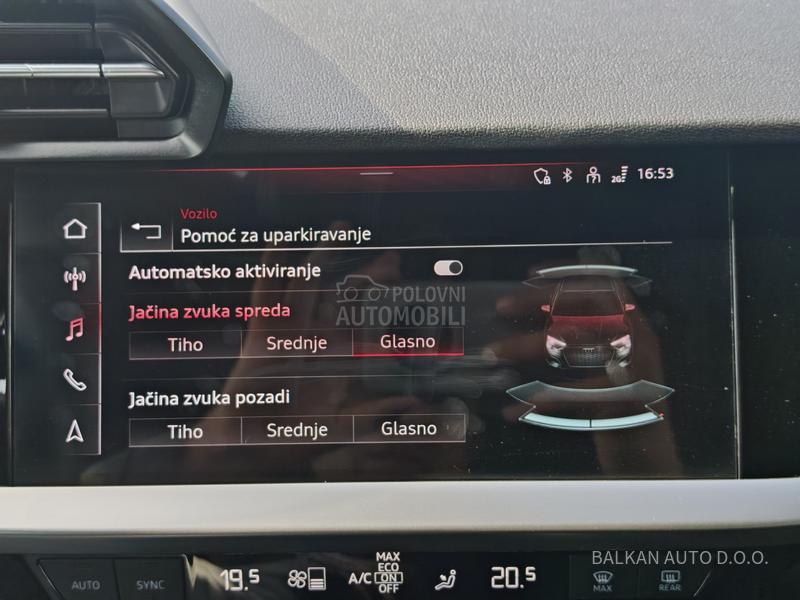 16:53
2G
Vozilo
Pomoć za uparkiravanje
Automatsko aktiviranje
POLOVNI
AUTOMOBILI
Jačina zvuka spreda
Tiho Srednje Glasno
Jačina zvuka pozadi
Tiho Srednje Glasno
BALKAN AUTO D.O.O.
AUTO SYNC 19.5 A/C MAX ECO ON OFF 20.5 MAX REAR